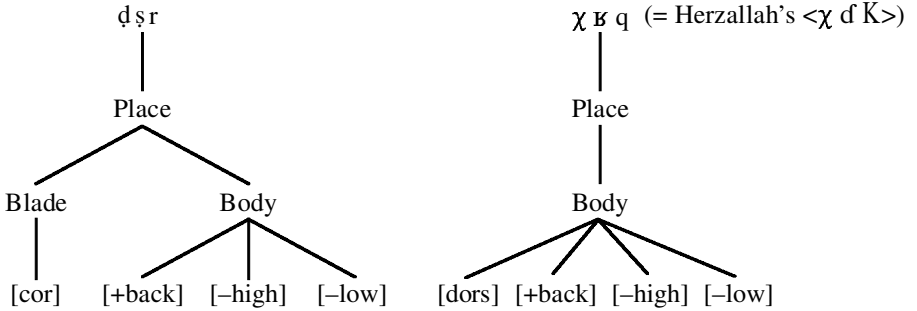 ḍ ṣ r χ ʁ q (= Herzallah’s <χ ɗ K>)
Place Place
Blade Body Body
[cor] [+back] [–high] [–low] [dors] [+back] [–high] [–low]